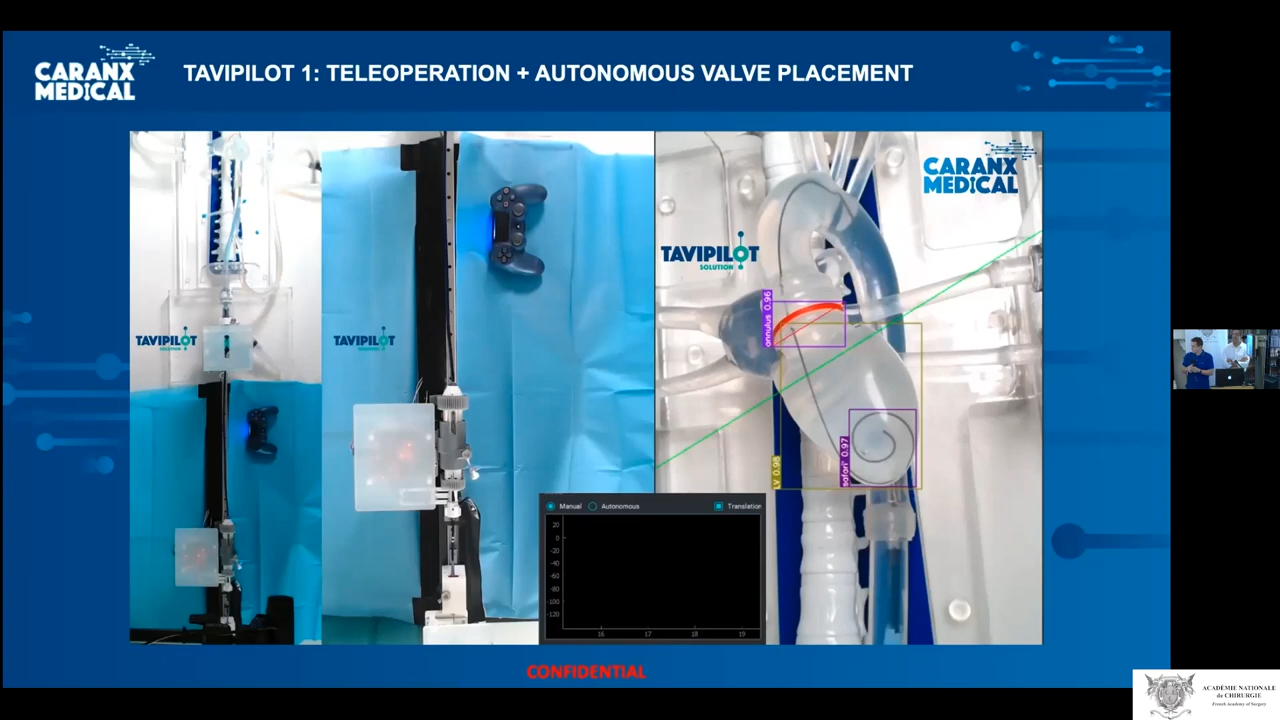 CARANX
MEDICAL
TAVIPILOT 1: TELEOPERATION + AUTONOMOUS VALVE PLACEMENT
TAVIPILOT
SOLUTION
TAVIPILOT
TAVIPILOT
SOLUTION
CARANX
MEDICAL
annulus 0.96
LV 0.98
safari 0.97
Manual
Autonomous
Translation
20
0
-20
-40
-60
-80
-100
-120
16
17
18
19
CONFIDENTIAL
ACADÉMIE NATIONALE
de CHIRURGIE
French Academy of Surgery